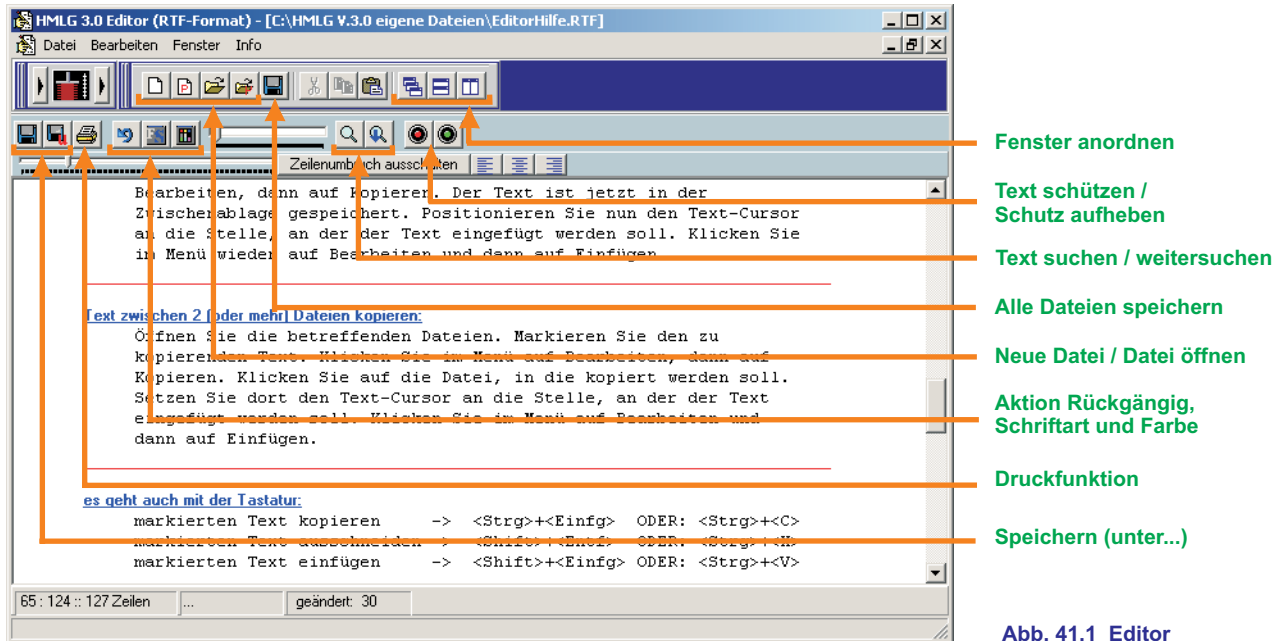 HMLG 3.0 Editor (RTF-Format) - [C:\HMLG V.3.0 eigene Dateien\EditorHilfe.RTF]
Datei Bearbeiten Fenster Info
Zeilenumbruch ausschalten
Bearbeiten, dann auf Kopieren. Der Text ist jetzt in der
Zwischenablage gespeichert. Positionieren Sie nun den Text-Cursor
an die Stelle, an der der Text eingefügt werden soll. Klicken Sie
im Menü wieder auf Bearbeiten und dann auf Einfügen
Text zwischen 2 (oder mehr) Dateien kopieren:
Öffnen Sie die betreffenden Dateien. Markieren Sie den zu
kopierenden Text. Klicken Sie im Menü auf Bearbeiten, dann auf
Kopieren. Klicken Sie auf die Datei, in die kopiert werden soll.
Setzen Sie dort den Text-Cursor an die Stelle, an der der Text
eingefügt werden soll. Klicken Sie im Menü auf Bearbeiten und
dann auf Einfügen.
es geht auch mit der Tastatur:
markierten Text kopieren -> <Strg>+<Einfg> ODER: <Strg>+<C>
markierten Text ausschneiden -> <Shift>+<Entf> ODER: <Strg>+<X>
markierten Text einfügen -> <Shift>+<Einfg> ODER: <Strg>+<V>
65 : 124 :: 127 Zeilen ... geändert: 30
Fenster anordnen
Text schützen /
Schutz aufheben
Text suchen / weitersuchen
Alle Dateien speichern
Neue Datei / Datei öffnen
Aktion Rückgängig,
Schriftart und Farbe
Druckfunktion
Speichern (unter...)
Abb. 41.1 Editor